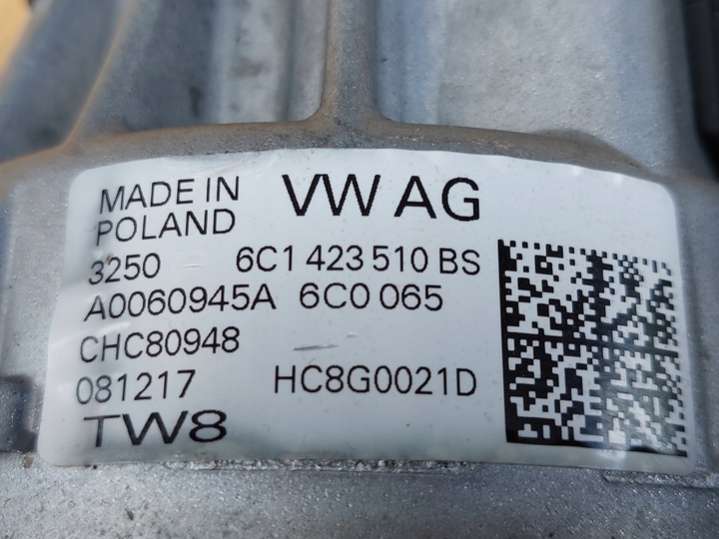 MADE IN VW AG
POLAND
3250 6C1 423 510 BS
A0060945A 6C0 065
CHC80948
081217 HC8G0021D
TW8